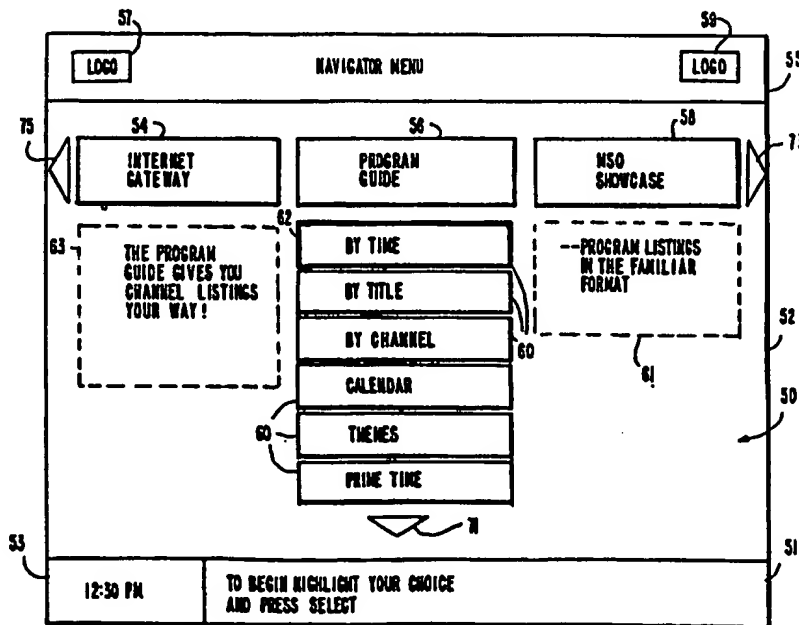 57
59
LOGO
NAVIGATOR MENU
LOGO
55
75
54
56
58
INTERNET
GATEWAY
PROGRAM
GUIDE
MSO
SHOWCASE
63
THE PROGRAM
GUIDE GIVES YOU
CHANNEL LISTINGS
YOUR WAY!
62
BY TIME
BY TITLE
BY CHANNEL
CALENDAR
THEMES
PRIME TIME
60
60
--PROGRAM LISTINGS
IN THE FAMILIAR
FORMAT
61
52
50
71
53
12:30 PM
TO BEGIN HIGHLIGHT YOUR CHOICE
AND PRESS SELECT
51